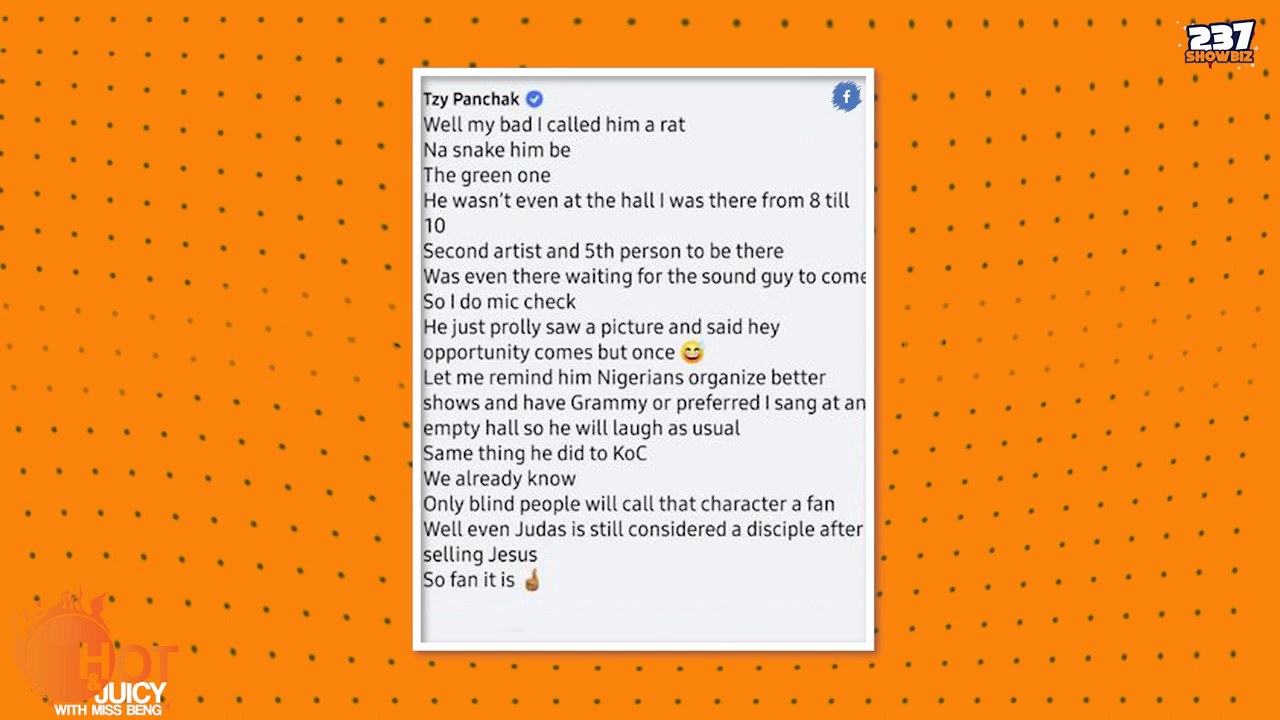 237
SHOWBIZ
Tzy Panchak
Well my bad I called him a rat
Na snake him be
The green one
He wasn't even at the hall I was there from 8 till
10
Second artist and 5th person to be there
Was even there waiting for the sound guy to come
So I do mic check
He just prolly saw a picture and said hey
opportunity comes but once 😅
Let me remind him Nigerians organize better
shows and have Grammy or preferred I sang at an
empty hall so he will laugh as usual
Same thing he did to KoC
We already know
Only blind people will call that character a fan
Well even Judas is still considered a disciple after
selling Jesus
So fan it is ☝🏾
HOT
& JUICY
WITH MISS BENG